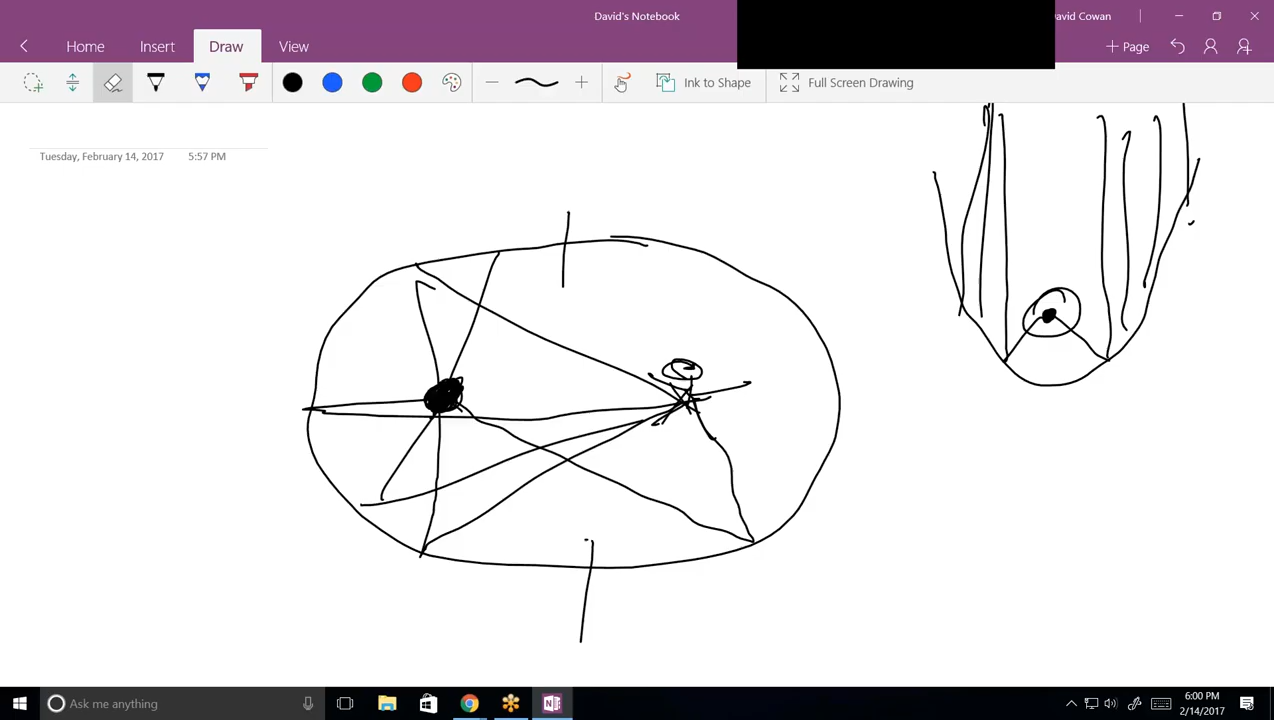 David's Notebook
avid Cowan
Home Insert Draw View
Page
Ink to Shape
Full Screen Drawing
Tuesday, February 14, 2017 5:57 PM
Ask me anything
6:00 PM
2/14/2017